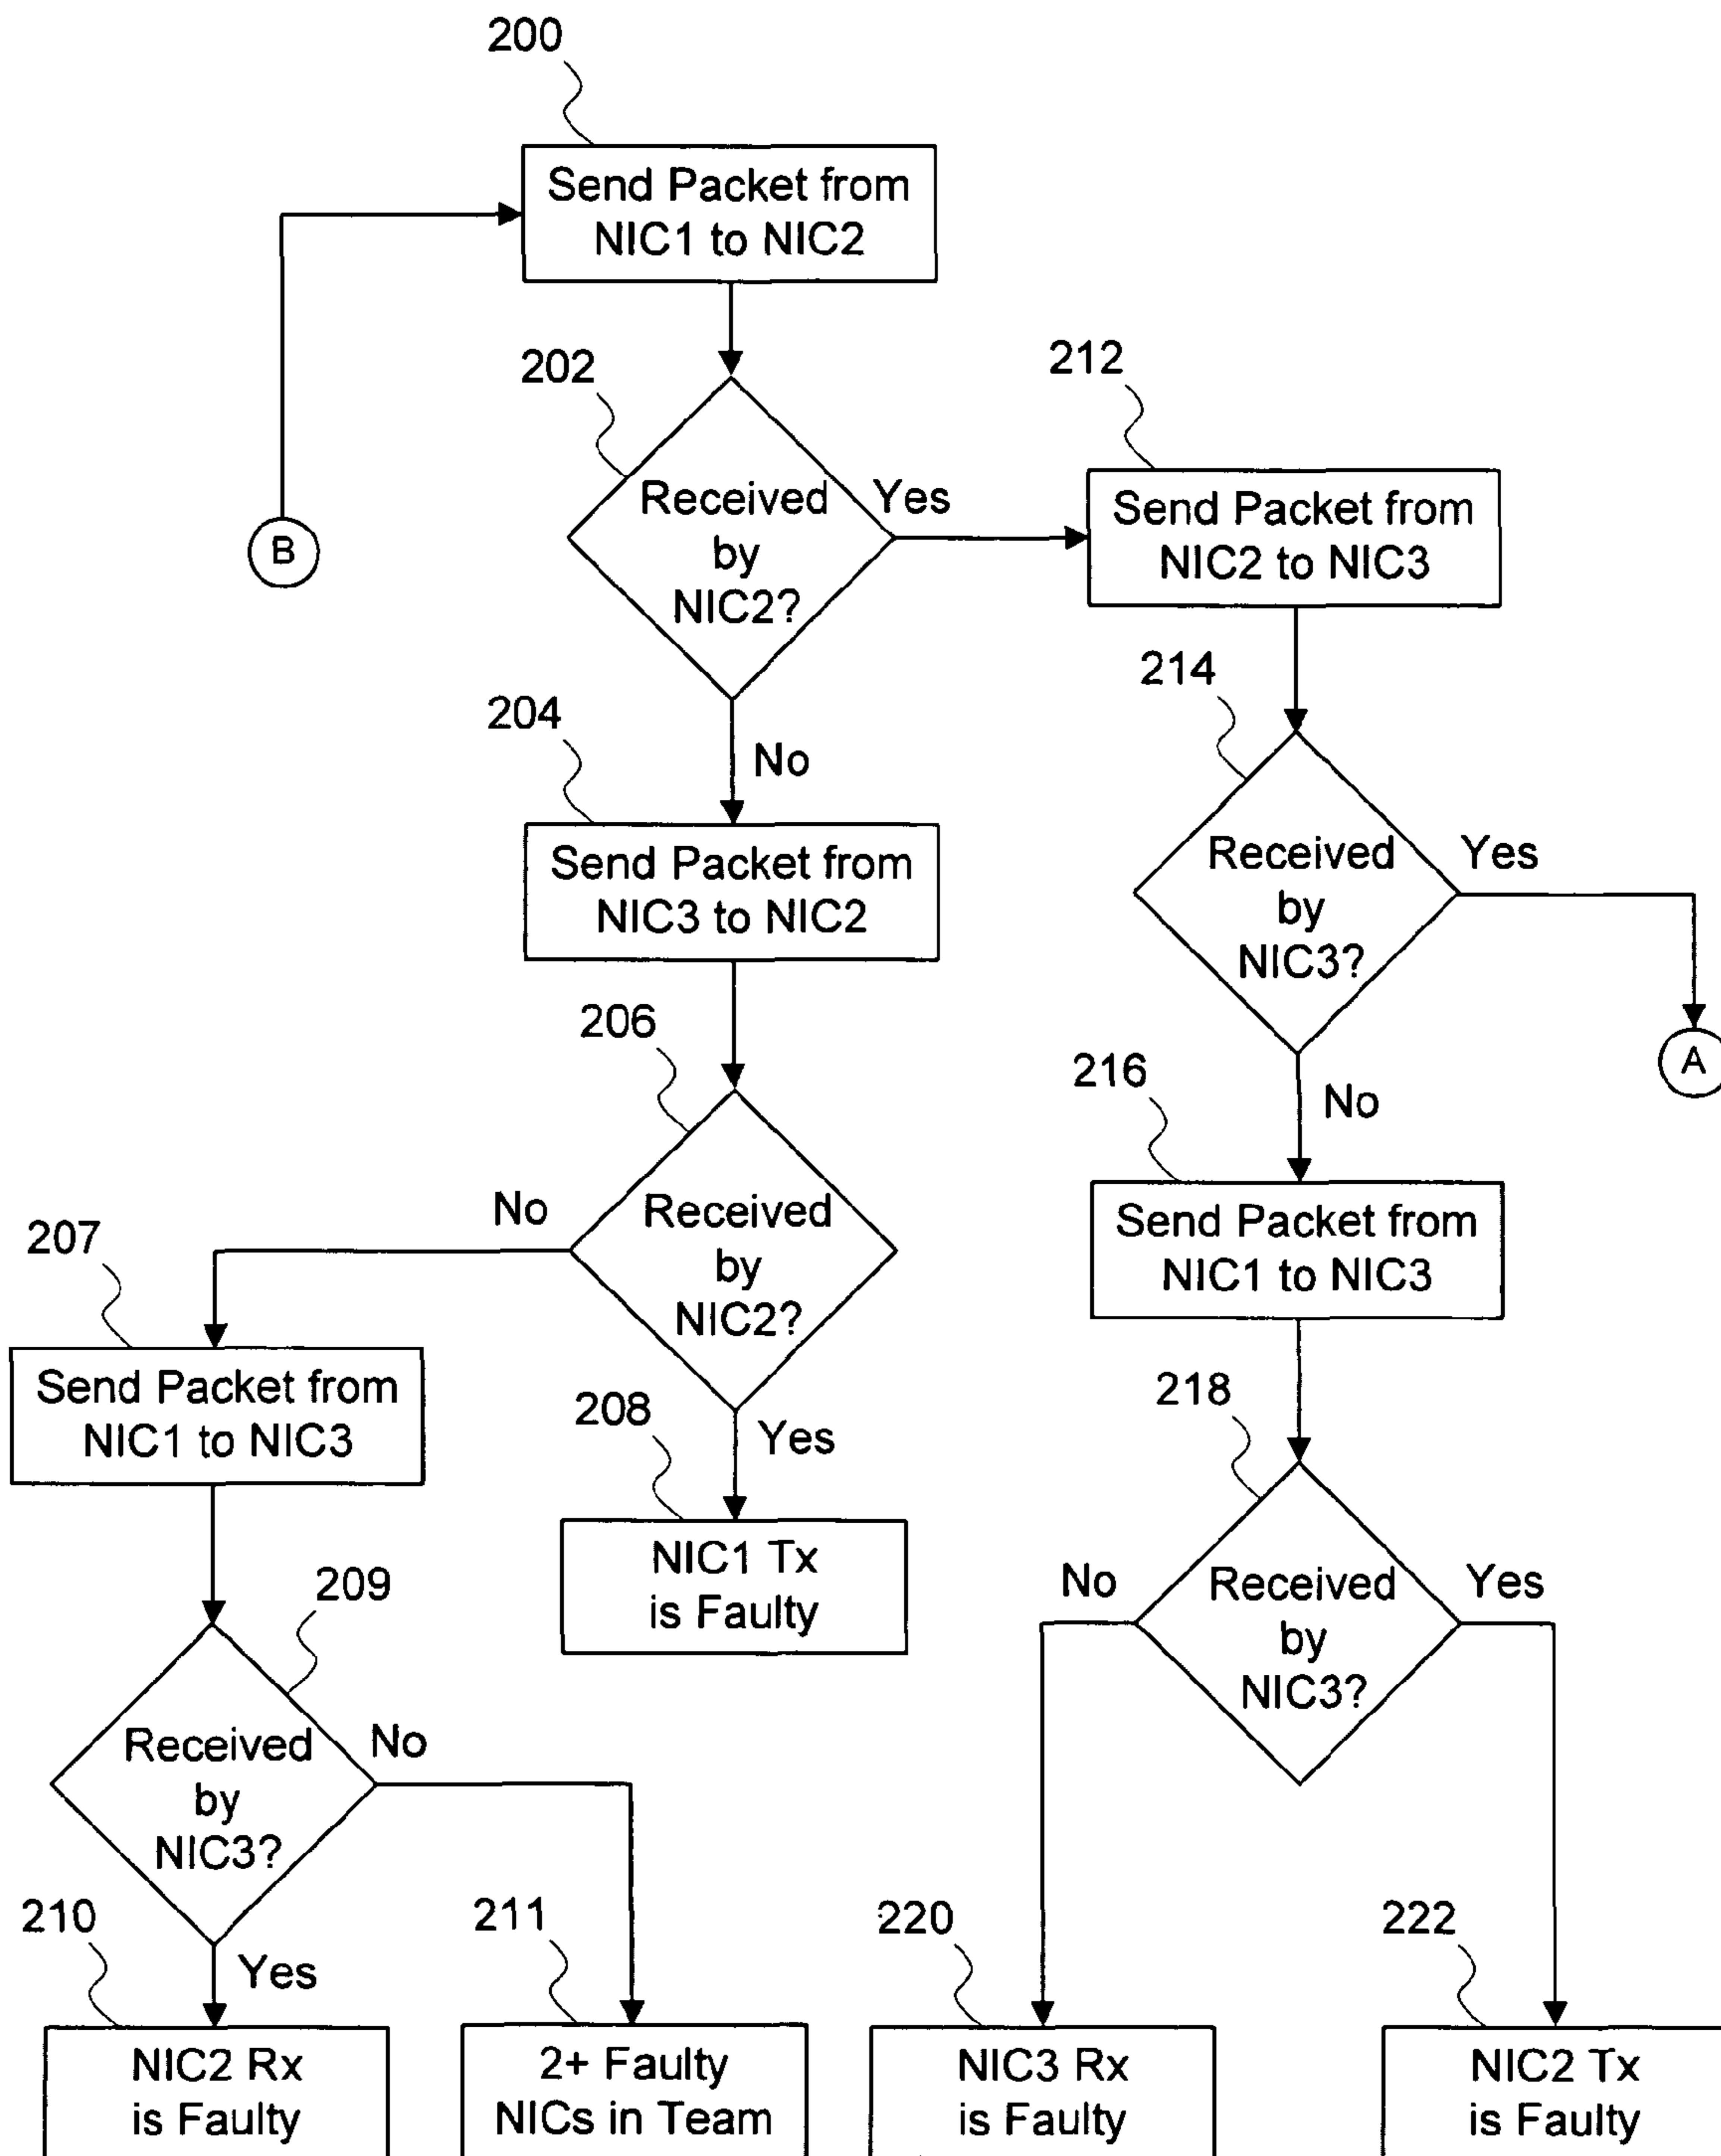 200
Send Packet from
NIC1 to NIC2
202
Received
by
NIC2?
Yes
212
Send Packet from
NIC2 to NIC3
B
No
204
Send Packet from
NIC3 to NIC2
214
Received
by
NIC3?
Yes
A
206
Received
by
NIC2?
No
No
216
Send Packet from
NIC1 to NIC3
207
Send Packet from
NIC1 to NIC3
208
Yes
NIC1 Tx
is Faulty
218
Received
by
NIC3?
No
Yes
209
Received
by
NIC3?
No
Yes
210
NIC2 Rx
is Faulty
211
2+ Faulty
NICs in Team
220
NIC3 Rx
is Faulty
222
NIC2 Tx
is Faulty